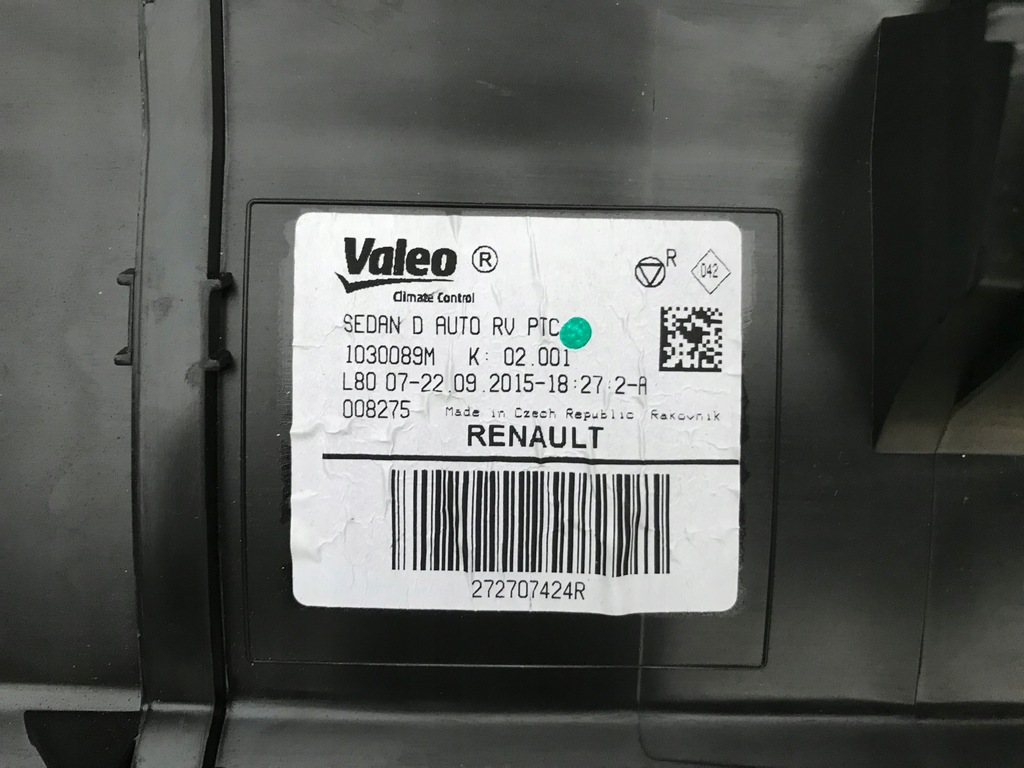 Valeo ®
Climate Control
R
042
SEDAN D AUTO RV PTC
1030089M K: 02.001
L80 07-22.09.2015-18:27:2-A
008275 Made in Czech Republic Rakovnik
RENAULT
272707424R